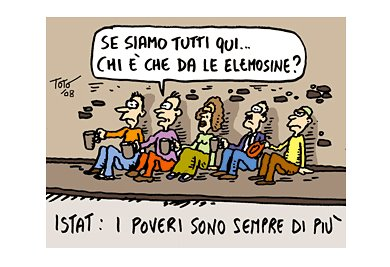 SE SIAMO TUTTI QUI...
CHI È CHE DA LE ELEMOSINE?
TOTO'
'08
ISTAT: I POVERI SONO SEMPRE DI PIÙ